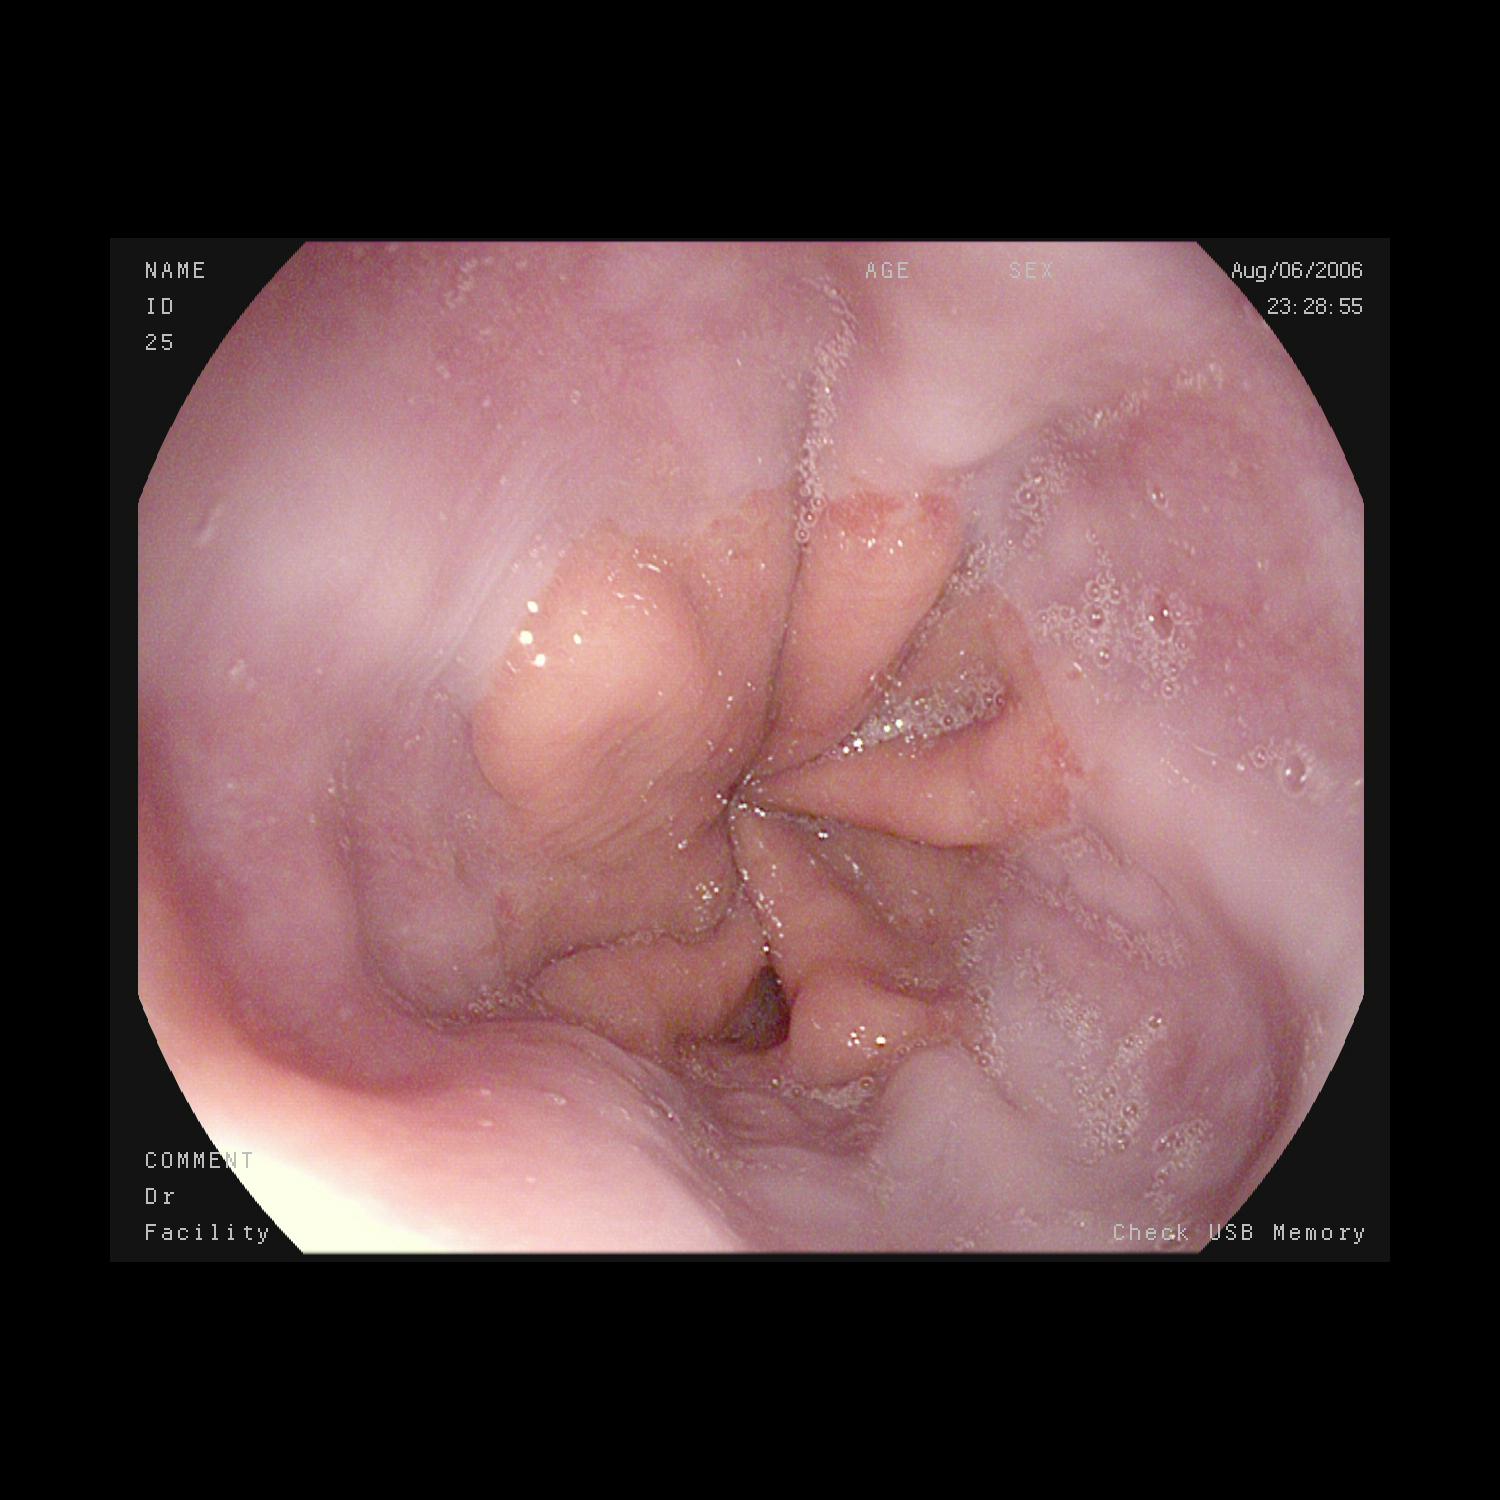 NAME AGE SEX Aug/06/2006
ID 23:28:55
25
COMMENT
Dr
Facility Check USB Memory